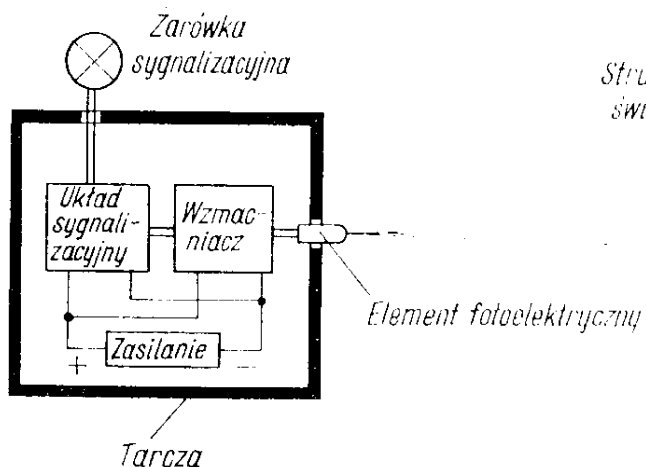 Żarówka
sygnalizacyjna
Układ
sygnali-
zacyjny
Wzmac-
niacz
Element fotoelektryczny
Zasilanie
+ −
Tarcza